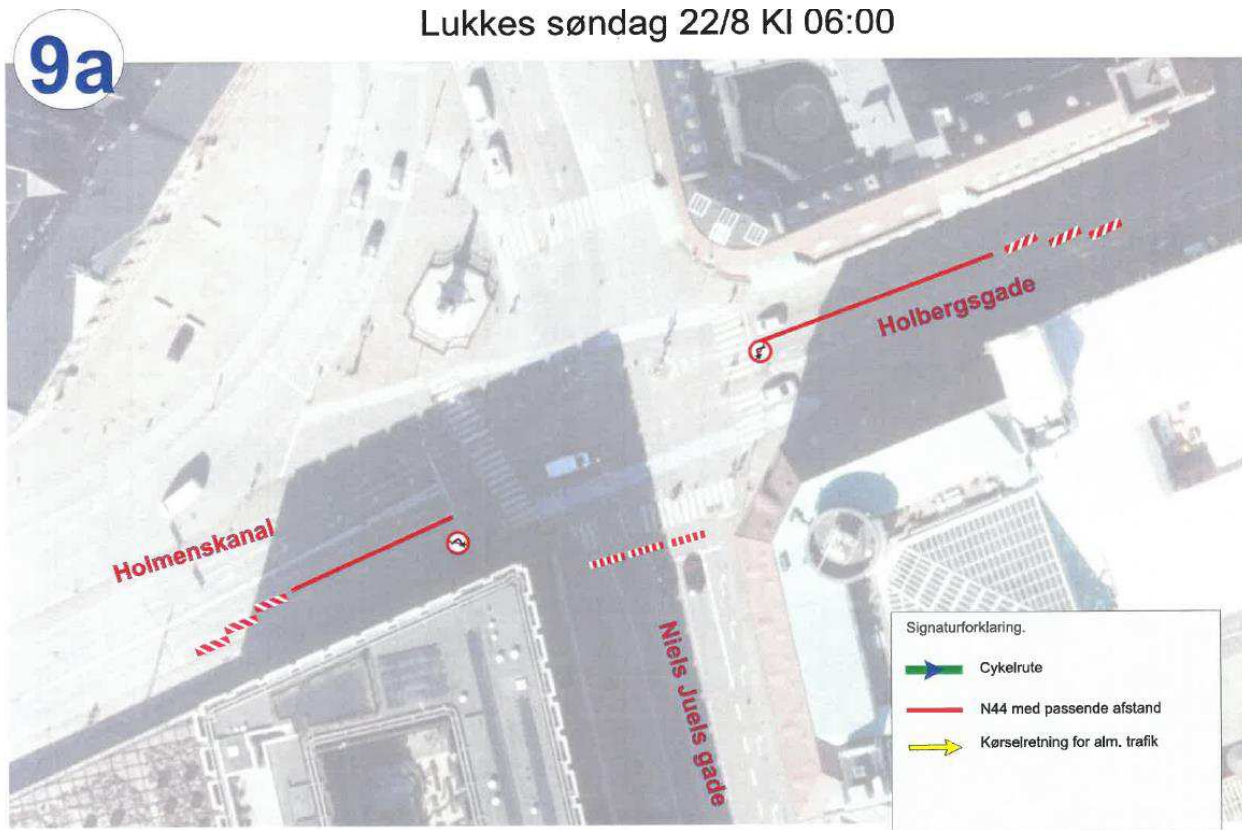 Lukkes søndag 22/8 Kl 06:00
9a
Holbergsgade
Holmenskanal
Niels Juels gade
Signaturforklaring.
Cykelrute
N44 med passende afstand
Kørselretning for alm. trafik